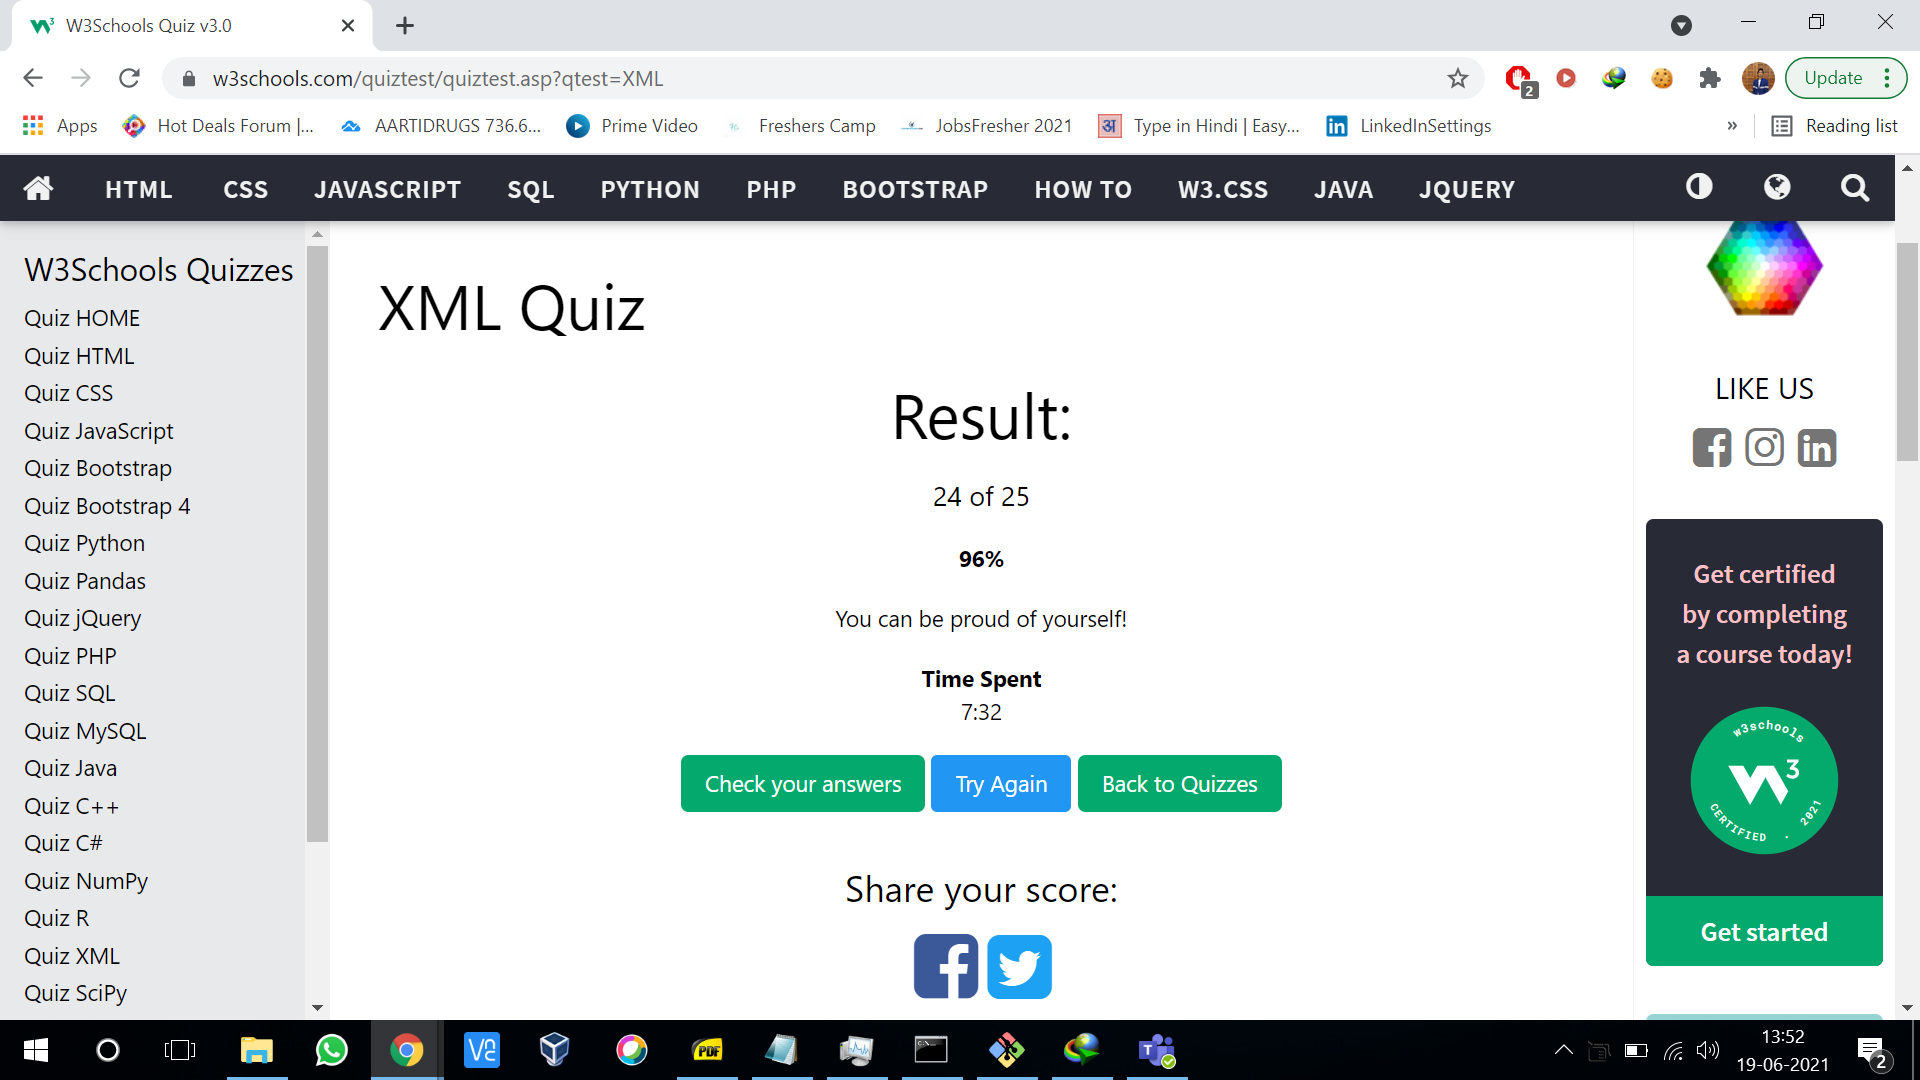 W3Schools Quiz v3.0
w3schools.com/quiztest/quiztest.asp?qtest=XML
2
Update
Apps
Hot Deals Forum |...
AARTIDRUGS 736.6...
Prime Video
Freshers Camp
JobsFresher 2021
अ
Type in Hindi | Easy...
in
LinkedInSettings
»
Reading list
HTML CSS JAVASCRIPT SQL PYTHON PHP BOOTSTRAP HOW TO W3.CSS JAVA JQUERY
W3Schools Quizzes
Quiz HOME
Quiz HTML
Quiz CSS
Quiz JavaScript
Quiz Bootstrap
Quiz Bootstrap 4
Quiz Python
Quiz Pandas
Quiz jQuery
Quiz PHP
Quiz SQL
Quiz MySQL
Quiz Java
Quiz C++
Quiz C#
Quiz NumPy
Quiz R
Quiz XML
Quiz SciPy
XML Quiz
Result:
24 of 25
96%
You can be proud of yourself!
Time Spent
7:32
Check your answers
Try Again
Back to Quizzes
Share your score:
LIKE US
Get certified
by completing
a course today!
w3schools
W3
CERTIFIED · 2021
Get started
PDF
13:52
19-06-2021
2